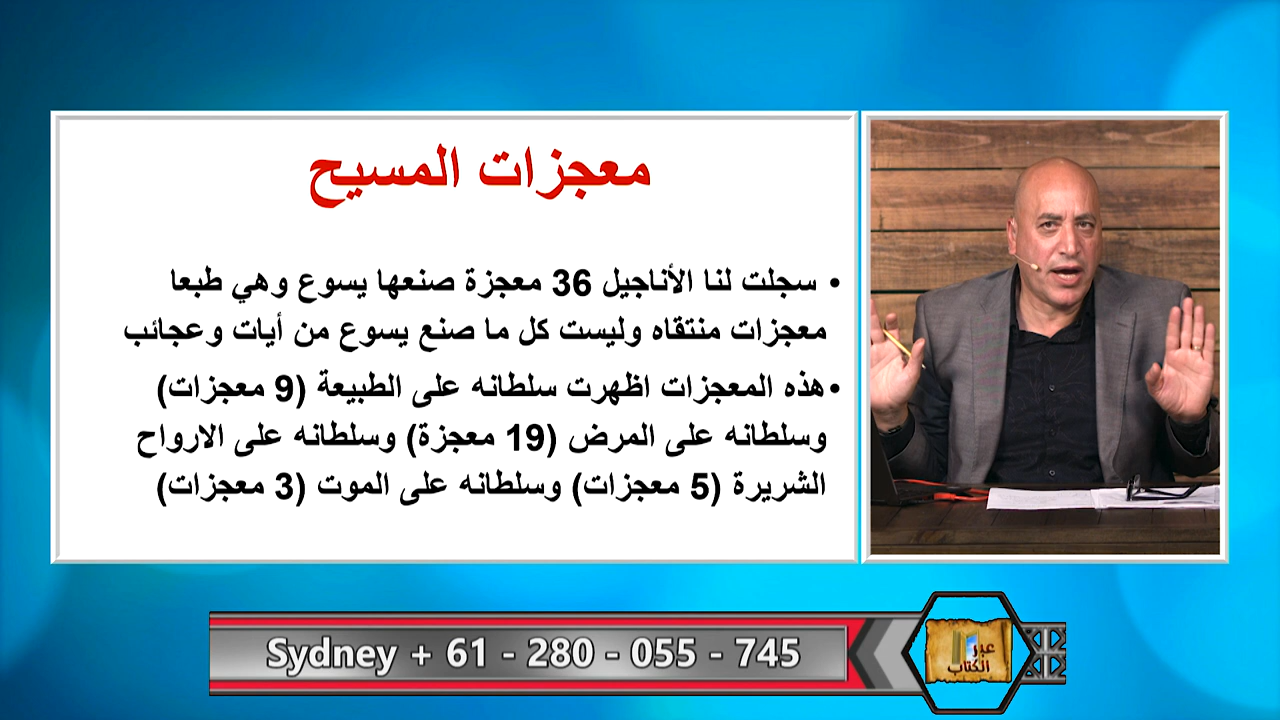 معجزات المسيح
• سجلت لنا الأناجيل 36 معجزة صنعها يسوع وهي طبعا
معجزات منتقاه وليست كل ما صنع يسوع من أيات وعجائب
• هذه المعجزات اظهرت سلطانه على الطبيعة (9 معجزات)
وسلطانه على المرض (19 معجزة) وسلطانه على الارواح
الشريرة (5 معجزات) وسلطانه على الموت (3 معجزات)
Sydney + 61 - 280 - 055 - 745
عبر
الكتاب